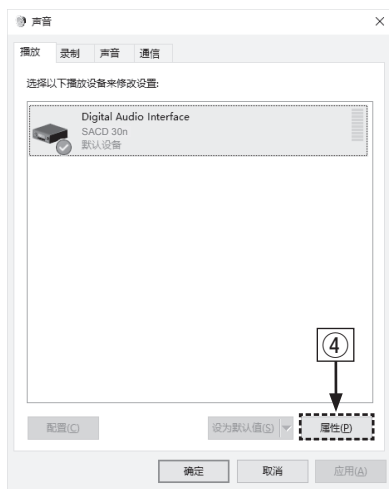 声音
播放 录制 声音 通信
选择以下播放设备来修改设置:
Digital Audio Interface
SACD 30n
默认设备
④
配置(C) 设为默认值(S) 属性(P)
确定 取消 应用(A)